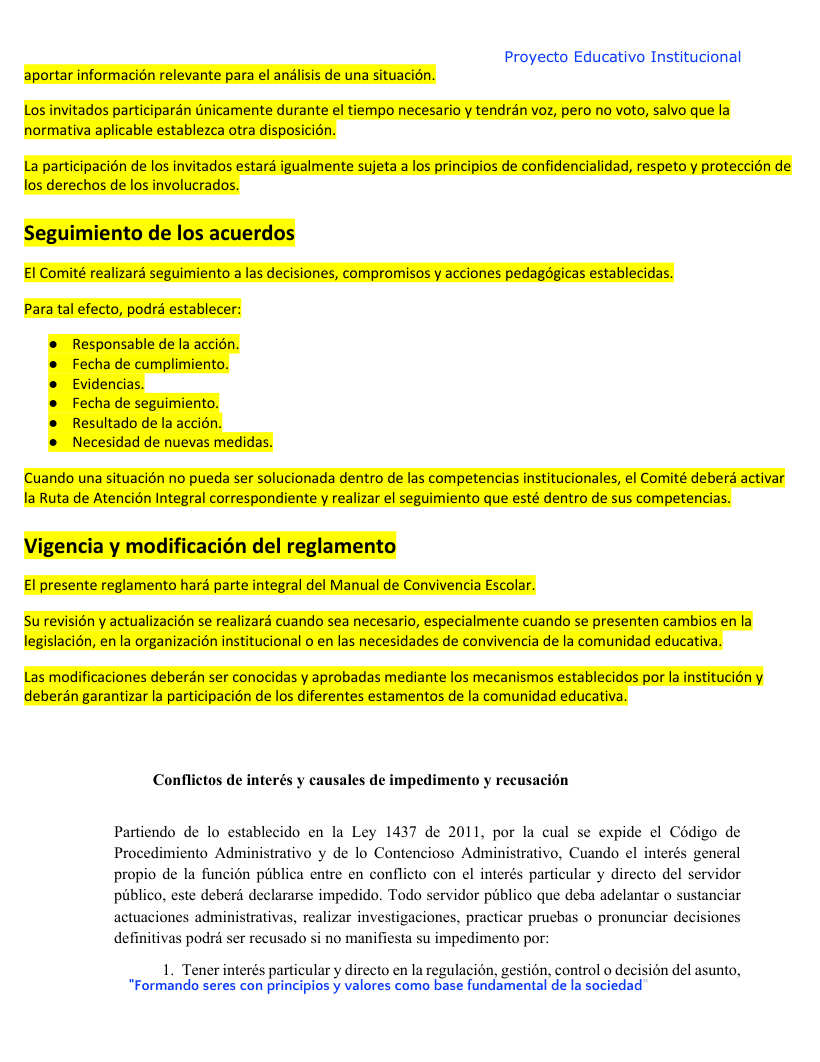 Proyecto Educativo Institucional
aportar información relevante para el análisis de una situación.
Los invitados participarán únicamente durante el tiempo necesario y tendrán voz, pero no voto, salvo que la
normativa aplicable establezca otra disposición.
La participación de los invitados estará igualmente sujeta a los principios de confidencialidad, respeto y protección de
los derechos de los involucrados.
Seguimiento de los acuerdos
El Comité realizará seguimiento a las decisiones, compromisos y acciones pedagógicas establecidas.
Para tal efecto, podrá establecer:
● Responsable de la acción.
● Fecha de cumplimiento.
● Evidencias.
● Fecha de seguimiento.
● Resultado de la acción.
● Necesidad de nuevas medidas.
Cuando una situación no pueda ser solucionada dentro de las competencias institucionales, el Comité deberá activar
la Ruta de Atención Integral correspondiente y realizar el seguimiento que esté dentro de sus competencias.
Vigencia y modificación del reglamento
El presente reglamento hará parte integral del Manual de Convivencia Escolar.
Su revisión y actualización se realizará cuando sea necesario, especialmente cuando se presenten cambios en la
legislación, en la organización institucional o en las necesidades de convivencia de la comunidad educativa.
Las modificaciones deberán ser conocidas y aprobadas mediante los mecanismos establecidos por la institución y
deberán garantizar la participación de los diferentes estamentos de la comunidad educativa.
Conflictos de interés y causales de impedimento y recusación
Partiendo de lo establecido en la Ley 1437 de 2011, por la cual se expide el Código de
Procedimiento Administrativo y de lo Contencioso Administrativo, Cuando el interés general
propio de la función pública entre en conflicto con el interés particular y directo del servidor
público, este deberá declararse impedido. Todo servidor público que deba adelantar o sustanciar
actuaciones administrativas, realizar investigaciones, practicar pruebas o pronunciar decisiones
definitivas podrá ser recusado si no manifiesta su impedimento por:
1. Tener interés particular y directo en la regulación, gestión, control o decisión del asunto,
"Formando seres con principios y valores como base fundamental de la sociedad"